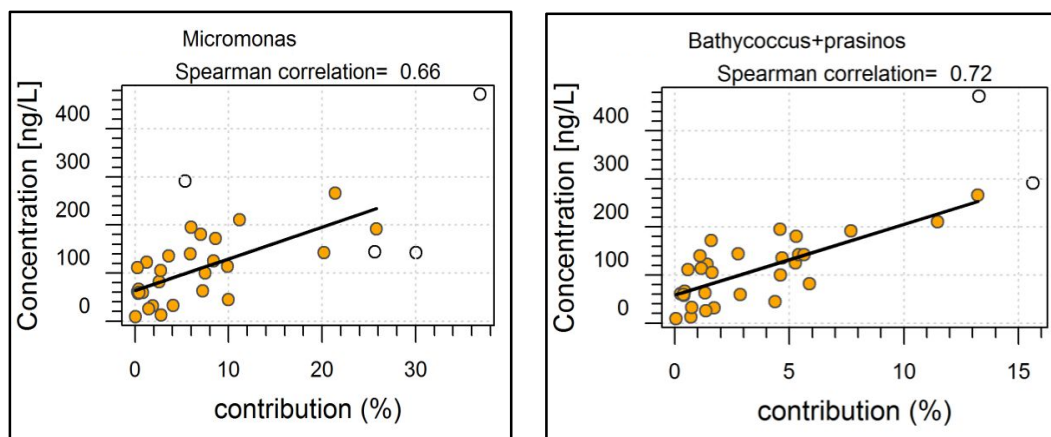 Micromonas
Spearman correlation= 0.66
Concentration [ng/L]
400
300
200
100
0
0
10
20
30
contribution (%)
Bathycoccus+prasinos
Spearman correlation= 0.72
Concentration [ng/L]
400
300
200
100
0
0
5
10
15
contribution (%)